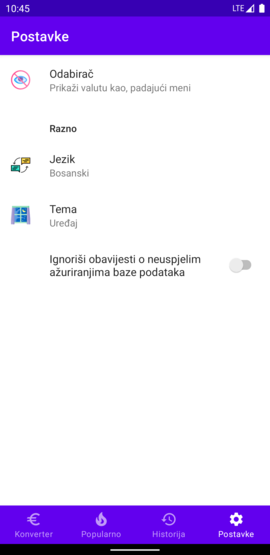 10:45
LTE
Postavke
Odabirač
Prikaži valutu kao, padajući meni
Razno
Jezik
Bosanski
Tema
Uređaj
Ignoriši obavijesti o neuspjelim
ažuriranjima baze podataka
Konverter
Popularno
Historija
Postavke